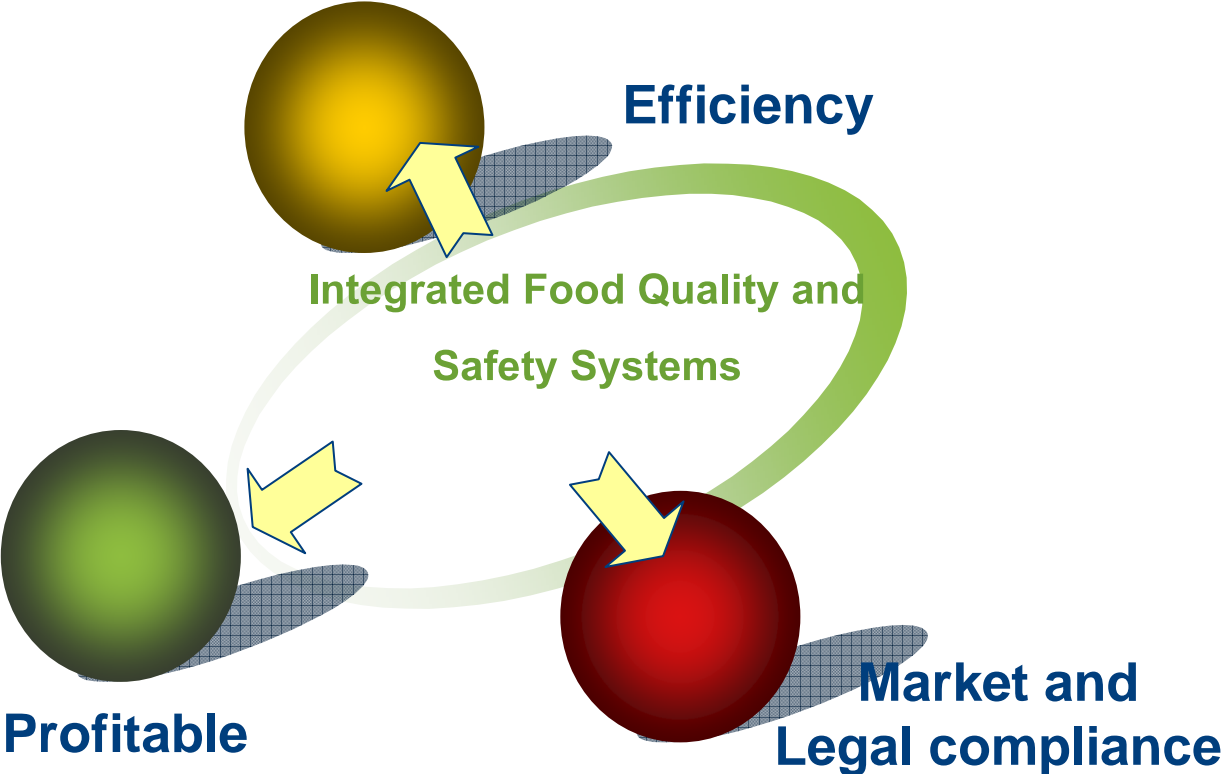 Efficiency
Integrated Food Quality and
Safety Systems
Profitable
Market and
Legal compliance